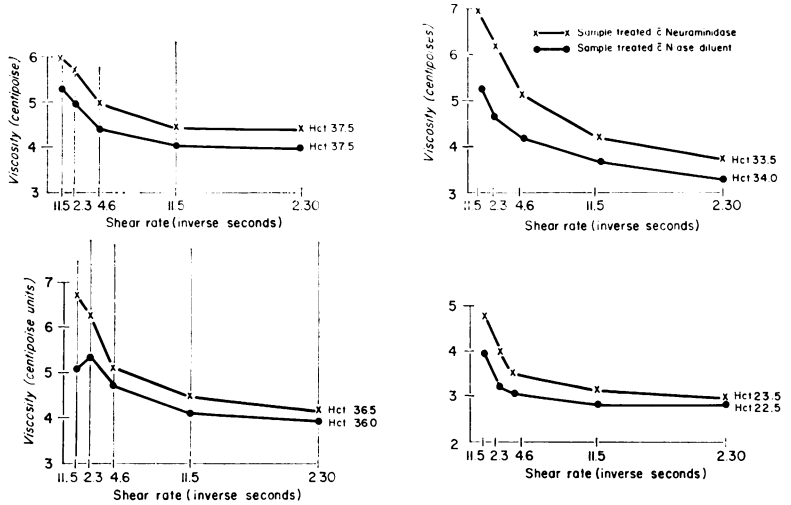 Viscosity (centipoise)
6
5
4
3
Hct 37.5
Hct 37.5
11.5 2.3 4.6 11.5 2.30
Shear rate (inverse seconds)
Viscosity (centipoises)
7
6
5
4
3
Sample treated c̄ Neuraminidase
Sample treated c̄ N ase diluent
Hct 33.5
Hct 34.0
11.5 2.3 4.6 11.5 2.30
Shear rate (inverse seconds)
Viscosity (centipoise units)
7
6
5
4
3
Hct 36.5
Hct 36.0
11.5 2.3 4.6 11.5 2.30
Shear rate (inverse seconds)
5
4
3
2
Hct 23.5
Hct 22.5
11.5 2.3 4.6 11.5 2.30
Shear rate (inverse seconds)